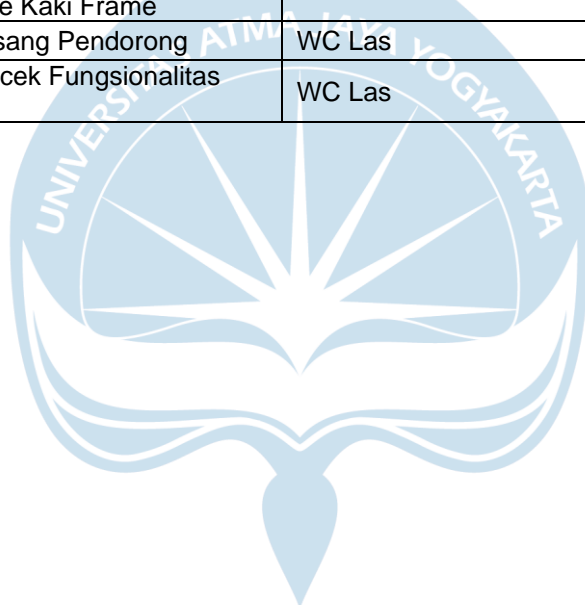 e Kaki Frame
sang Pendorong WC Las
cek Fungsionalitas
WC Las
UNIVERSITAS ATMA JAYA YOGYAKARTA